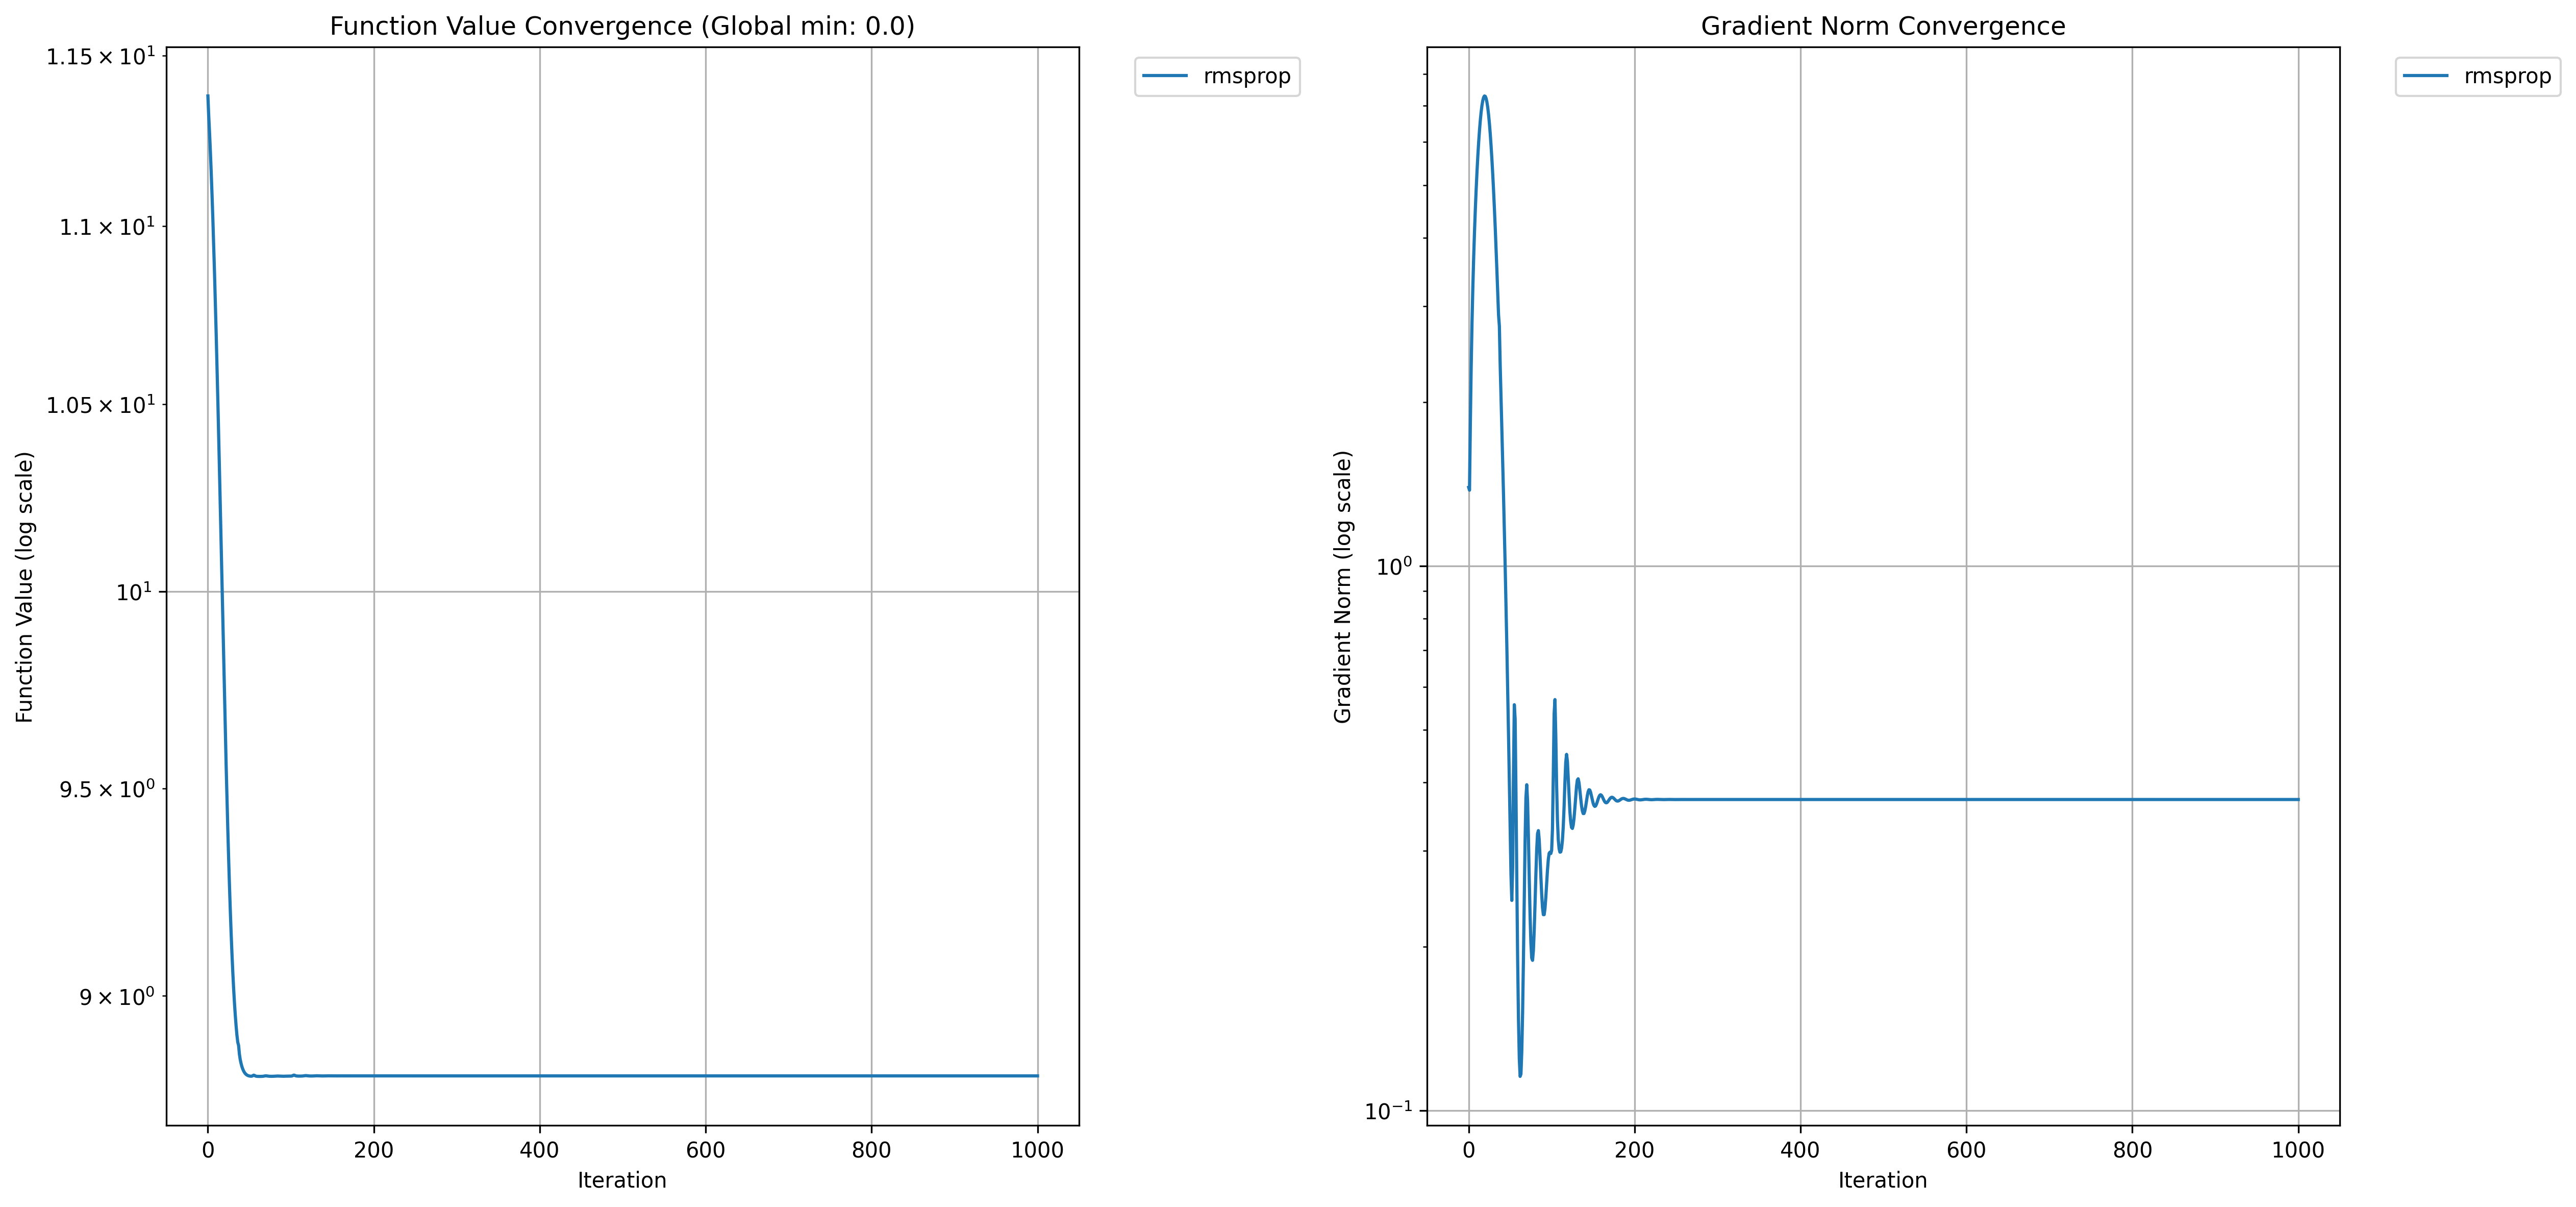 Function Value Convergence (Global min: 0.0)
1.15 × 10¹
1.1 × 10¹
1.05 × 10¹
10¹
9.5 × 10⁰
9 × 10⁰
Function Value (log scale)
0 200 400 600 800 1000
Iteration
rmsprop
Gradient Norm Convergence
10⁰
10⁻¹
Gradient Norm (log scale)
0 200 400 600 800 1000
Iteration
rmsprop